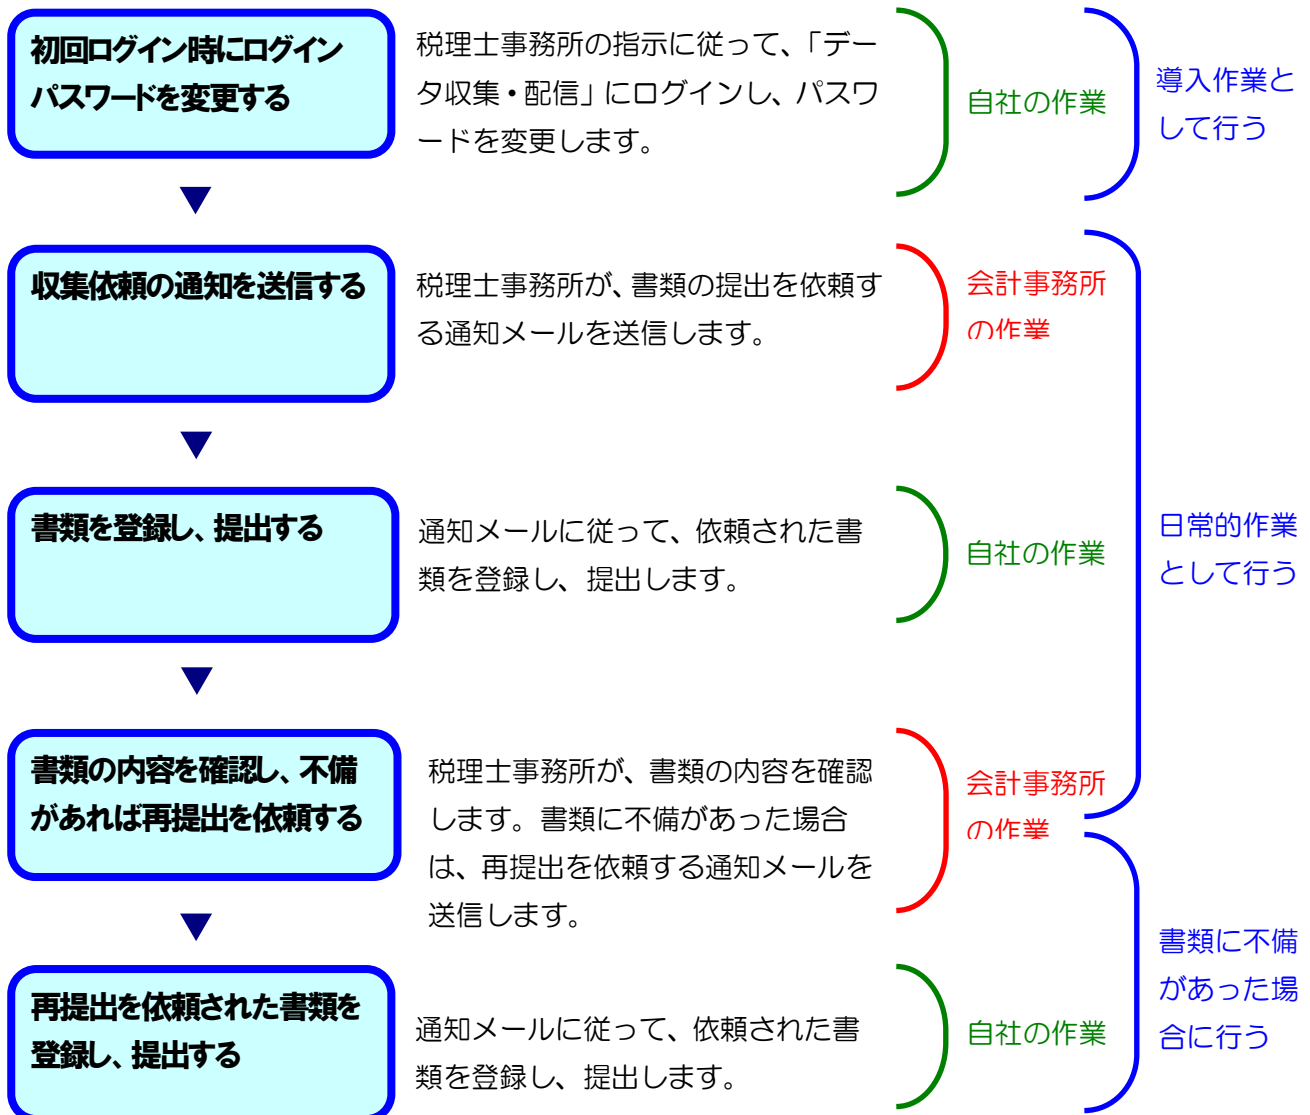 初回ログイン時にログイン
パスワードを変更する
税理士事務所の指示に従って、「デー
タ収集・配信」にログインし、パスワ
ードを変更します。
自社の作業
導入作業と
して行う
収集依頼の通知を送信する
税理士事務所が、書類の提出を依頼す
る通知メールを送信します。
会計事務所
の作業
書類を登録し、提出する
通知メールに従って、依頼された書
類を登録し、提出します。
自社の作業
日常的作業
として行う
書類の内容を確認し、不備
があれば再提出を依頼する
税理士事務所が、書類の内容を確認
します。書類に不備があった場合
は、再提出を依頼する通知メールを
送信します。
会計事務所
の作業
再提出を依頼された書類を
登録し、提出する
通知メールに従って、依頼された書
類を登録し、提出します。
自社の作業
書類に不備
があった場
合に行う